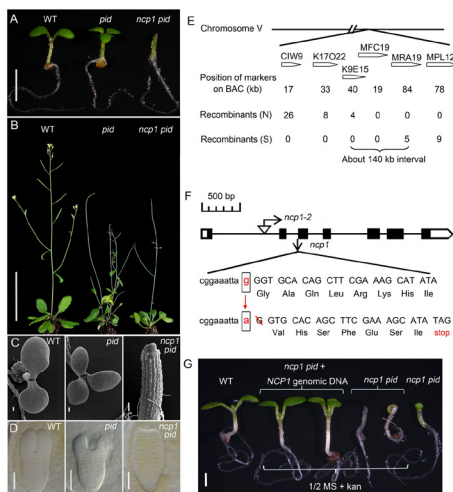 A
WT
pid
ncp1 pid
B
WT
pid
ncp1 pid
C
WT
pid
ncp1 pid
D
WT
pid
ncp1 pid
E
Chromosome V
CIW9
K17O22
K9E15
MFC19
MRA19
MPL12
Position of markers on BAC (kb)
17 33 40 19 84 78
Recombinants (N)
26 8 4 0 0 0
Recombinants (S)
0 0 0 0 5 9
About 140 kb interval
F
500 bp
ncp1-2
ncp1
cggaaatta g GGT GCA CAG CTT CGA AAG CAT ATA
Gly Ala Gln Leu Arg Lys His Ile
cggaaatta a G GTG CAC AGC TTC GAA AGC ATA TAG
Val His Ser Phe Glu Ser Ile stop
G
WT
ncp1 pid +
NCP1 genomic DNA
ncp1 pid
ncp1 pid
1/2 MS + kan